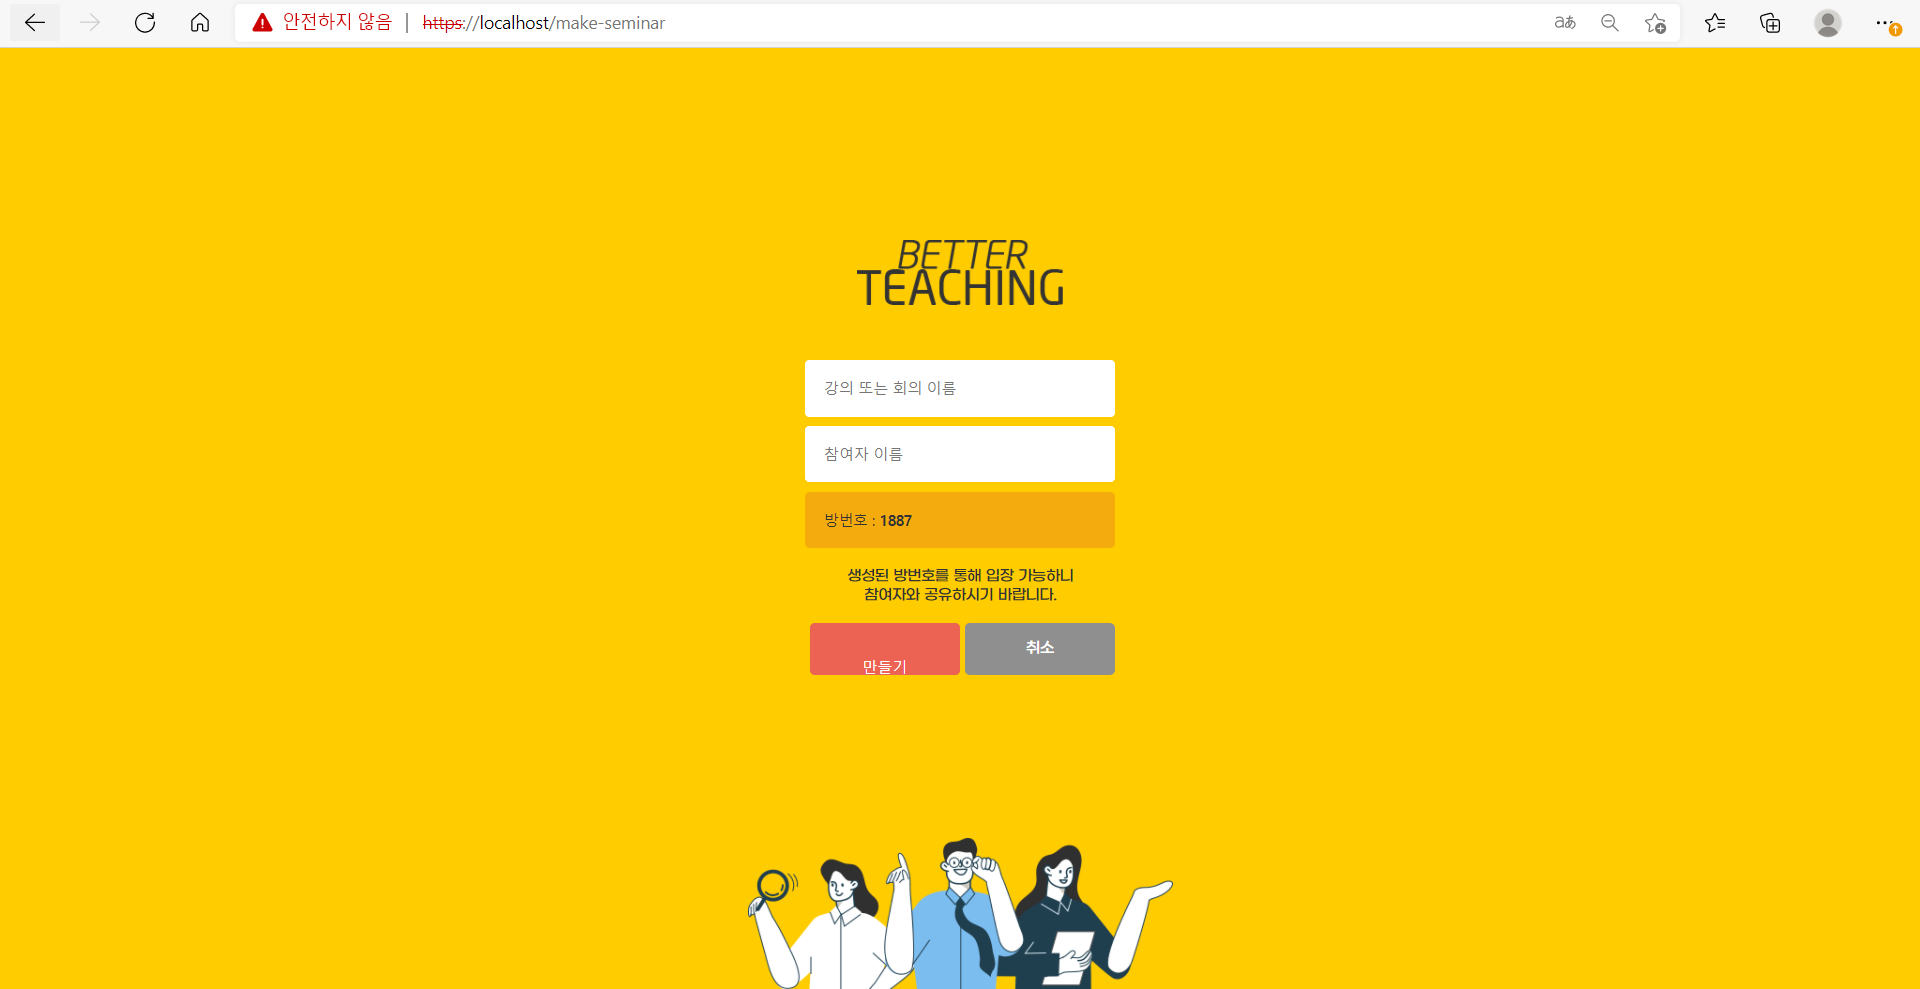 안전하지 않음 | https://localhost/make-seminar
BETTER
TEACHING
강의 또는 회의 이름
참여자 이름
방번호 : 1887
생성된 방번호를 통해 입장 가능하니
참여자와 공유하시기 바랍니다.
만들기 취소